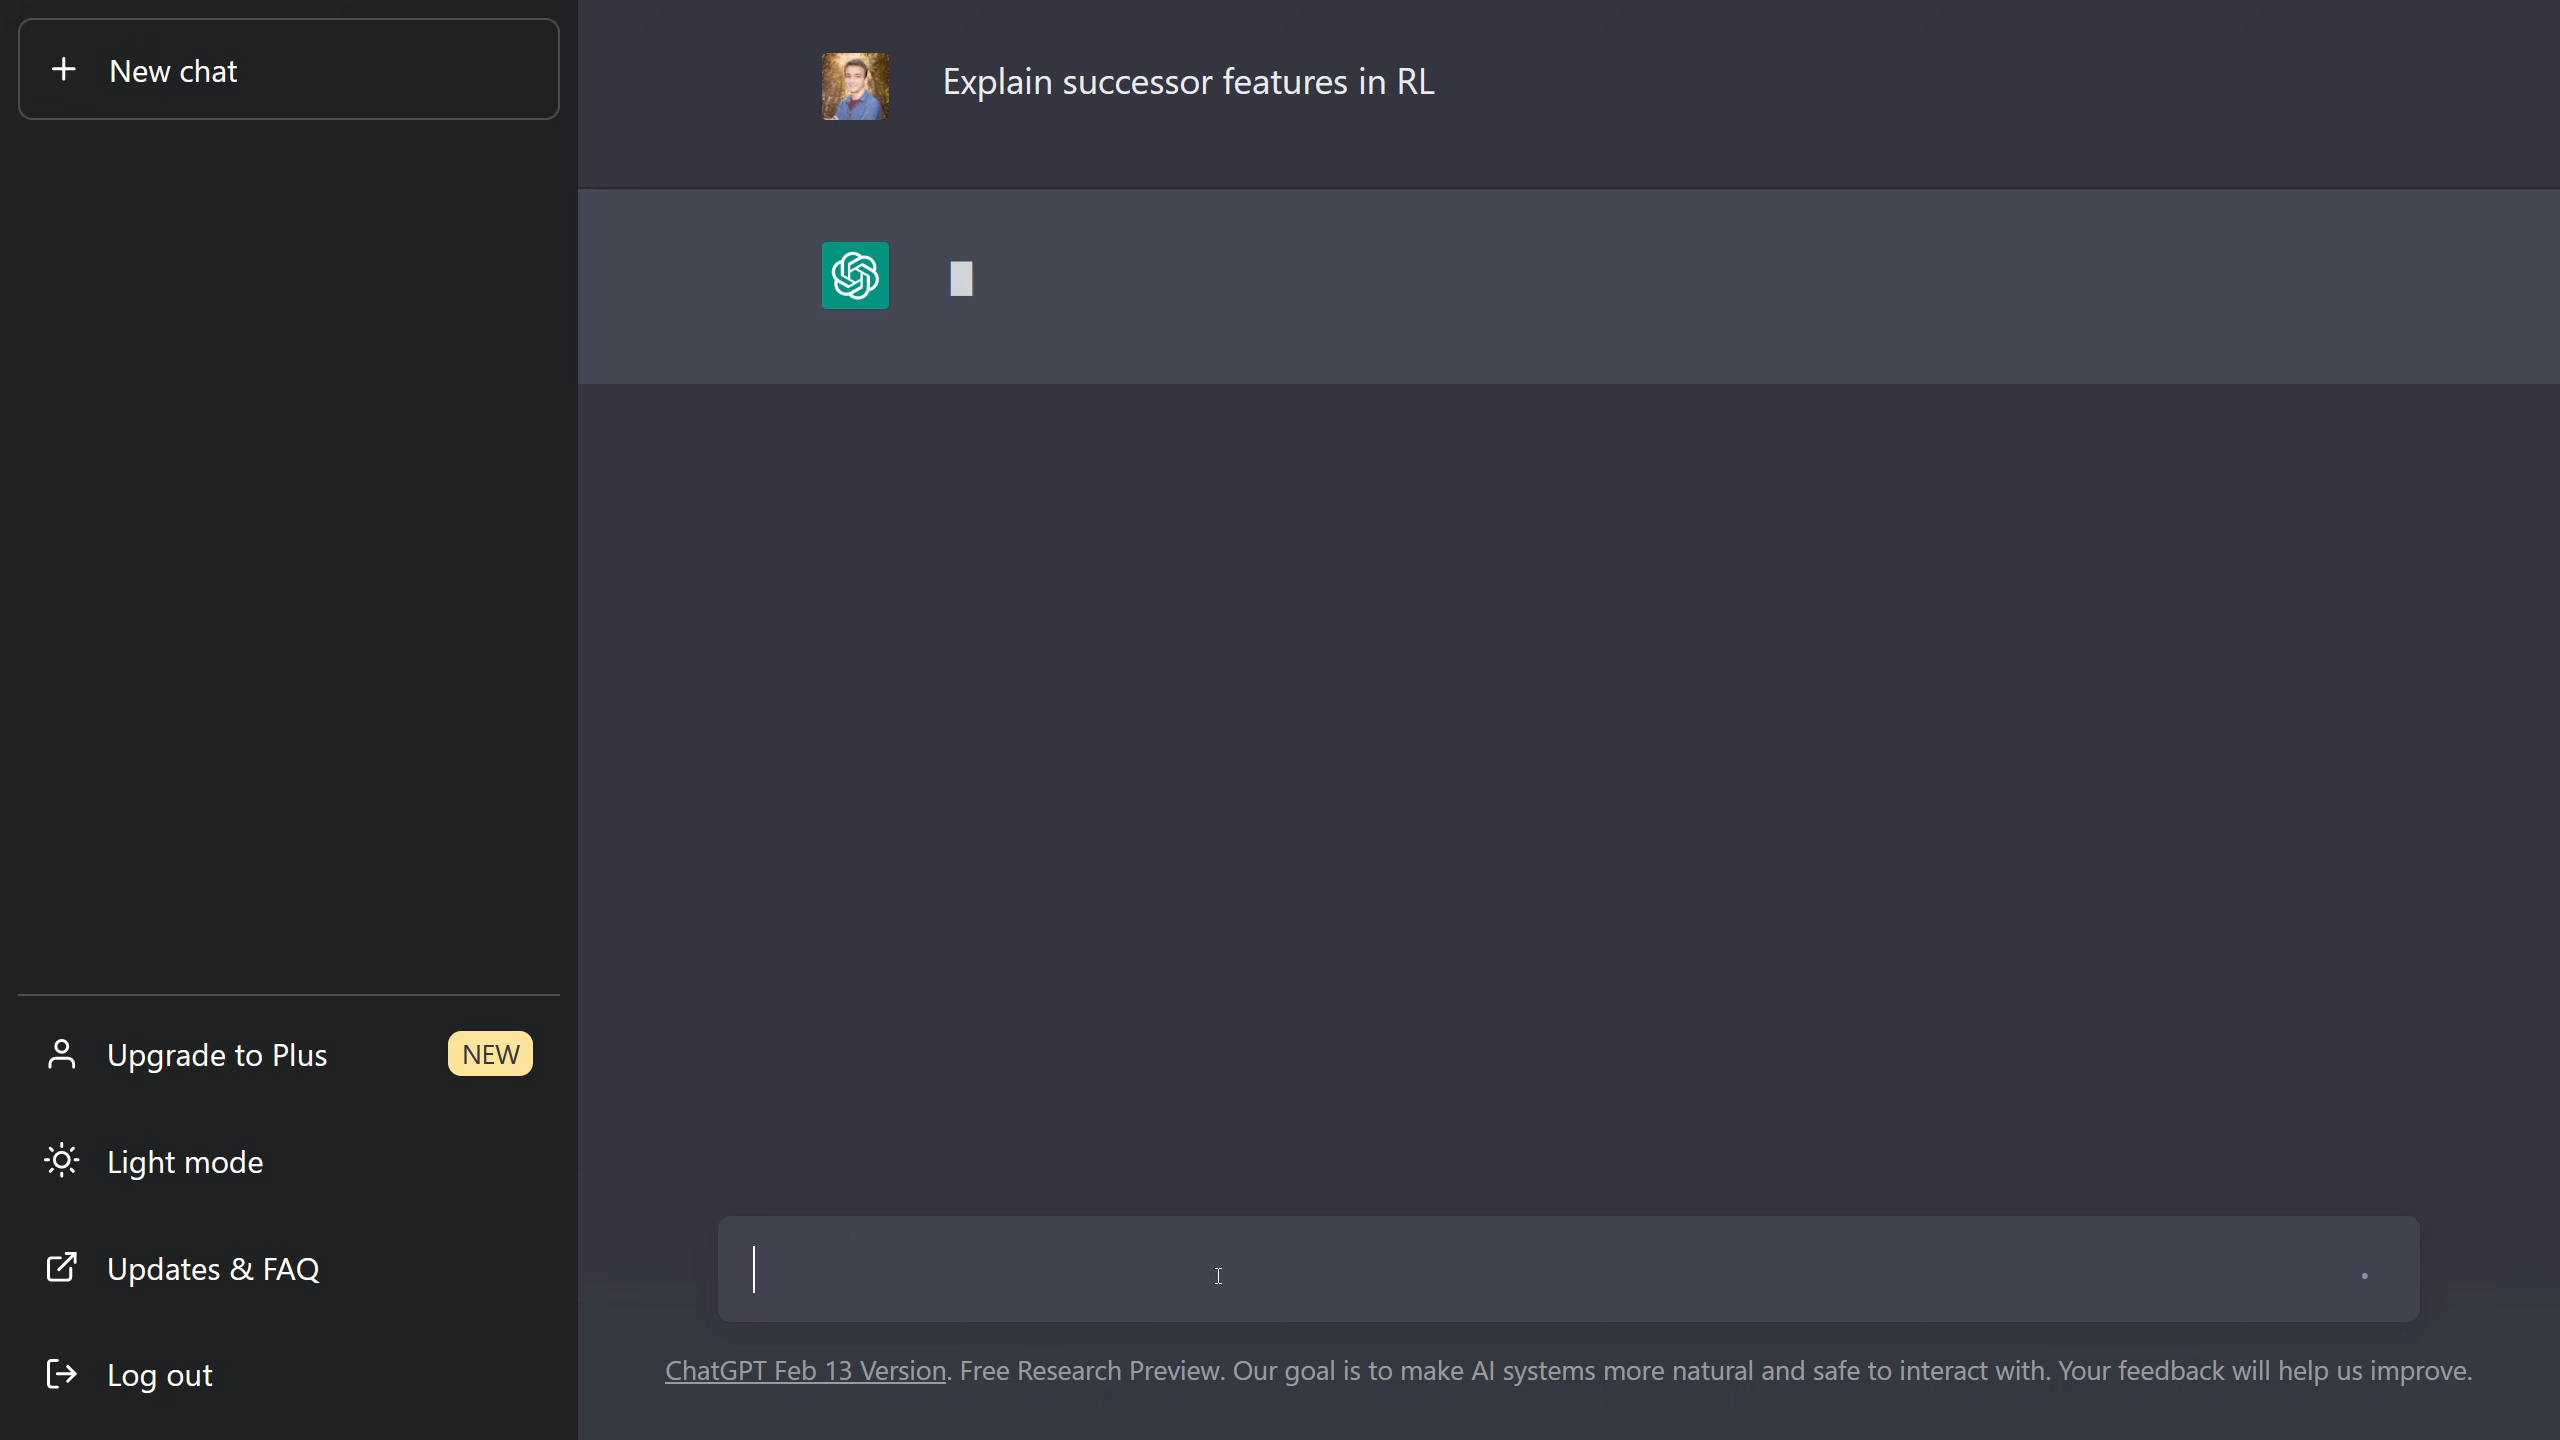 New chat
Explain successor features in RL
Upgrade to Plus NEW
Light mode
Updates & FAQ
Log out
ChatGPT Feb 13 Version. Free Research Preview. Our goal is to make AI systems more natural and safe to interact with. Your feedback will help us improve.